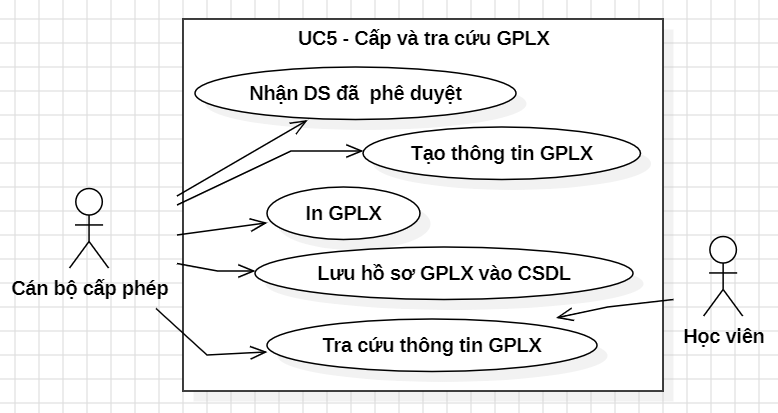 UC5 - Cấp và tra cứu GPLX
Nhận DS đã  phê duyệt
Tạo thông tin GPLX
In GPLX
Lưu hồ sơ GPLX vào CSDL
Cán bộ cấp phép
Tra cứu thông tin GPLX
Học viên